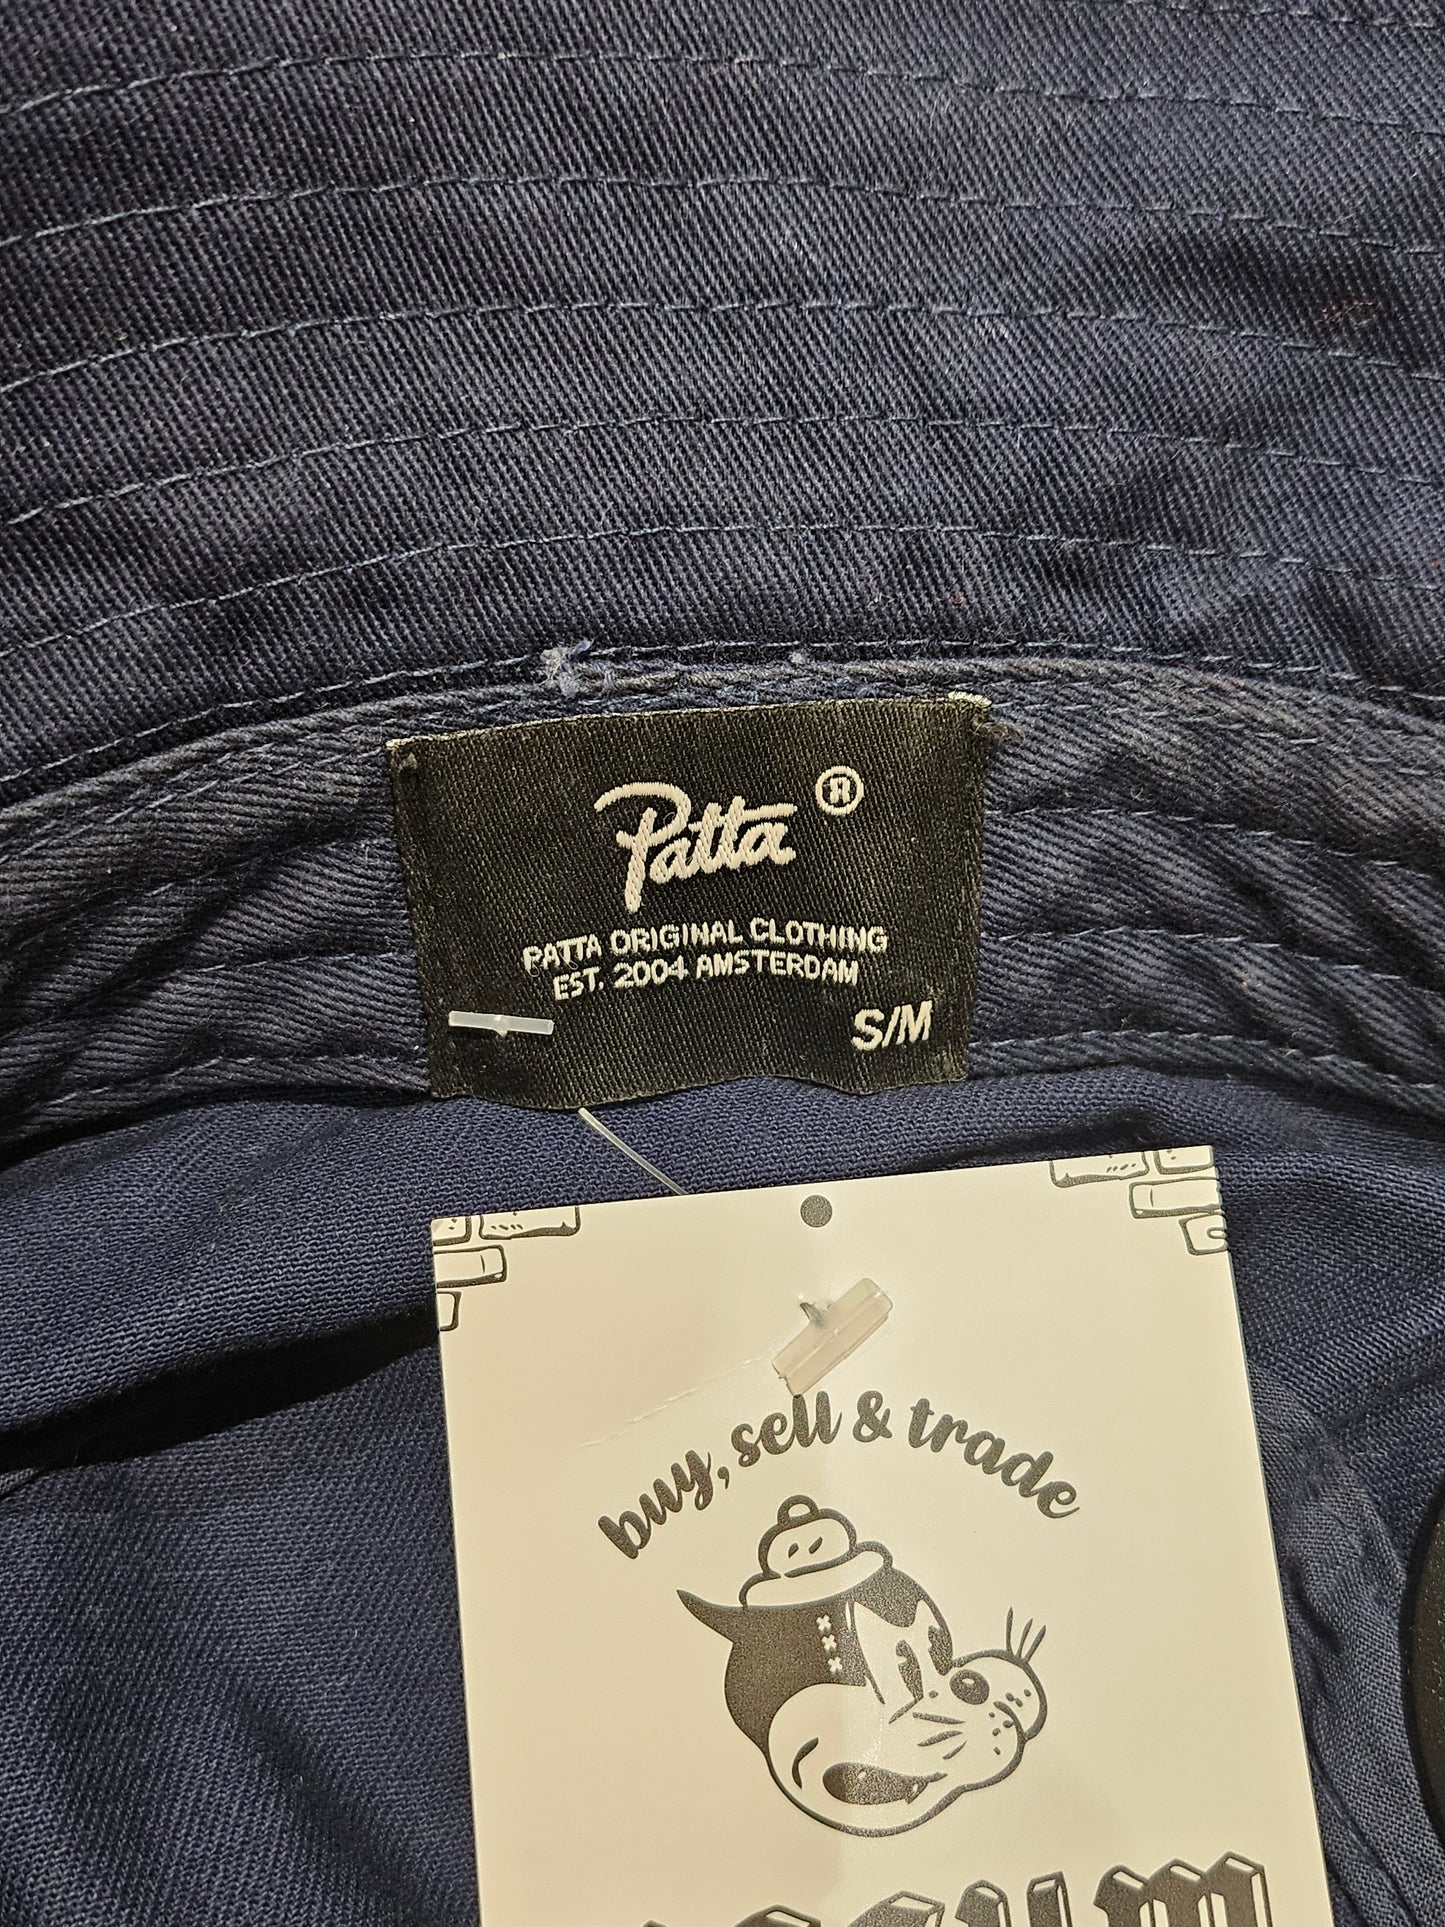 Patta ®
PATTA ORIGINAL CLOTHING
EST. 2004 AMSTERDAM
S/M
buy, sell & trade